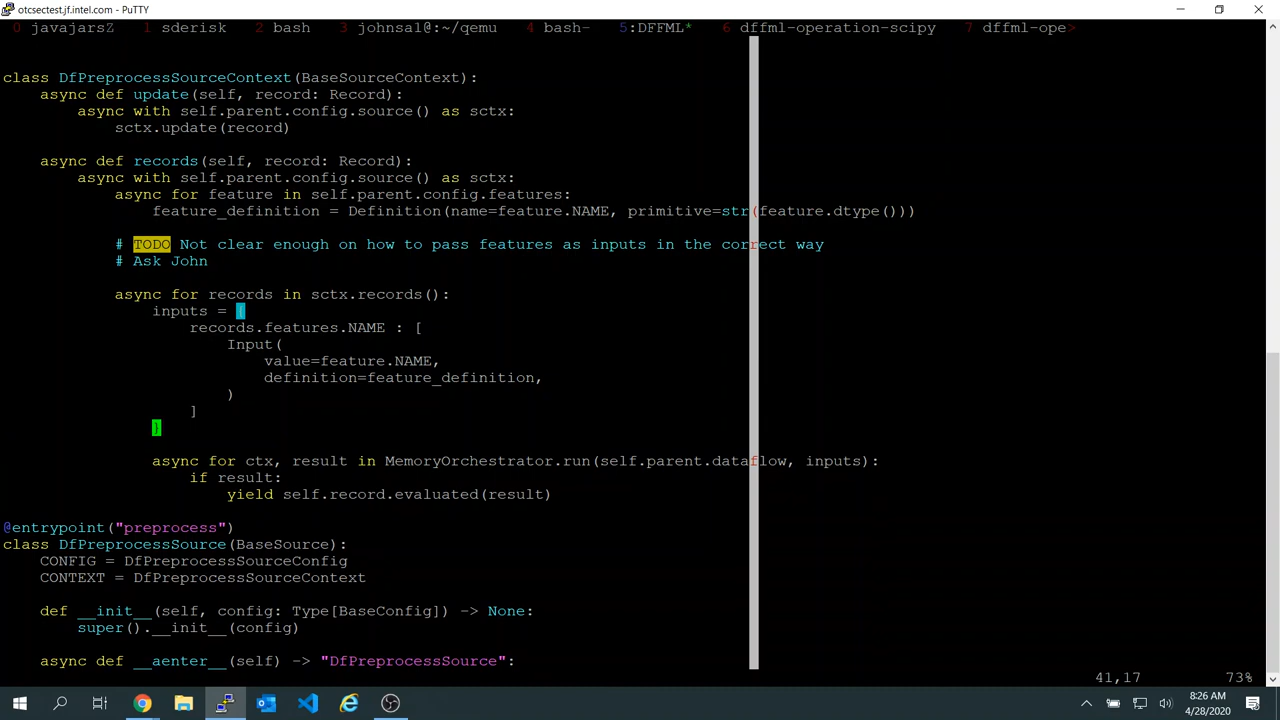 otcsectest.jf.intel.com - PuTTY
0 javajarsZ 1 sderisk 2 bash 3 johnsa1@:~/qemu 4 bash- 5:DFFML* 6 dffml-operation-scipy 7 dffml-ope>
class DfPreprocessSourceContext(BaseSourceContext):
    async def update(self, record: Record):
        async with self.parent.config.source() as sctx:
            sctx.update(record)
    async def records(self, record: Record):
        async with self.parent.config.source() as sctx:
            async for feature in self.parent.config.features:
                feature_definition = Definition(name=feature.NAME, primitive=str(feature.dtype()))
            # TODO Not clear enough on how to pass features as inputs in the correct way
            # Ask John
            async for records in sctx.records():
                inputs = {
                    records.features.NAME : [
                        Input(
                            value=feature.NAME,
                            definition=feature_definition,
                        )
                    ]
                }
                async for ctx, result in MemoryOrchestrator.run(self.parent.dataflow, inputs):
                    if result:
                        yield self.record.evaluated(result)
@entrypoint("preprocess")
class DfPreprocessSource(BaseSource):
    CONFIG = DfPreprocessSourceConfig
    CONTEXT = DfPreprocessSourceContext
    def __init__(self, config: Type[BaseConfig]) -> None:
        super().__init__(config)
    async def __aenter__(self) -> "DfPreprocessSource":
41,17 73%
8:26 AM
4/28/2020